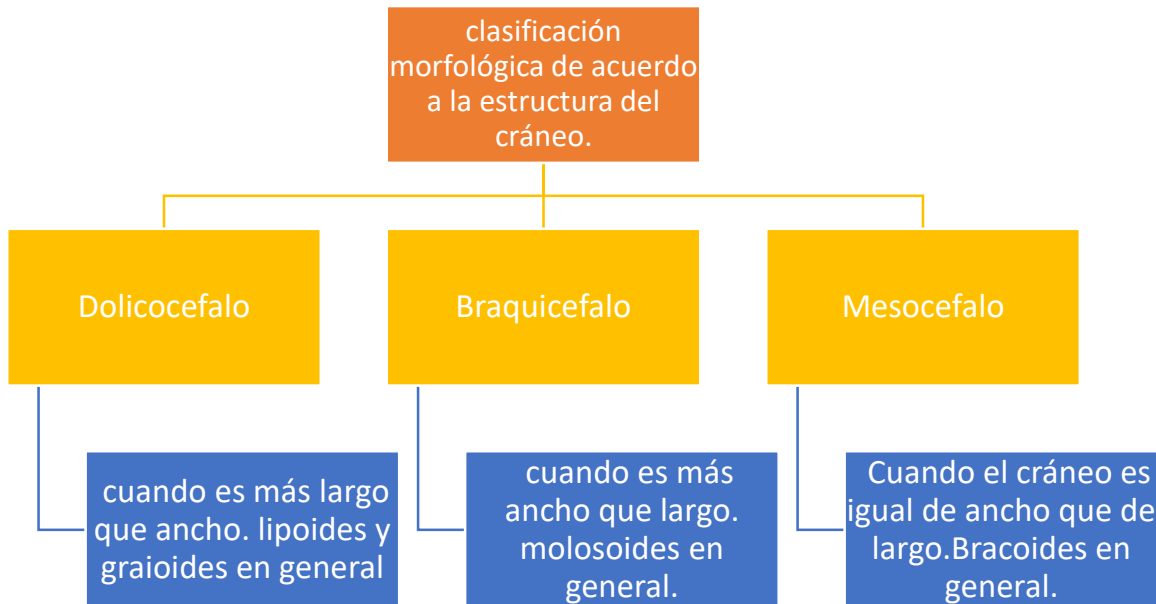 clasificación
morfológica de acuerdo
a la estructura del
cráneo.
Dolicocefalo
Braquicefalo
Mesocefalo
cuando es más largo
que ancho. lipoides y
graioides en general
cuando es más
ancho que largo.
molosoides en
general.
Cuando el cráneo es
igual de ancho que de
largo.Bracoides en
general.